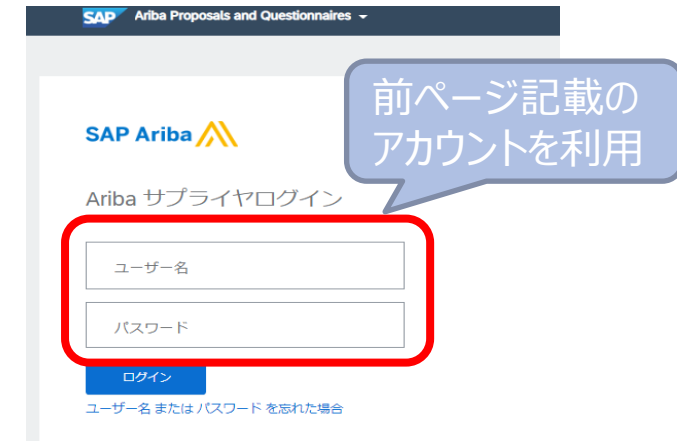 SAP Ariba Proposals and Questionnaires
前ページ記載の
アカウントを利用
SAP Ariba
Ariba サプライヤログイン
ユーザー名
パスワード
ログイン
ユーザー名 または パスワード を忘れた場合